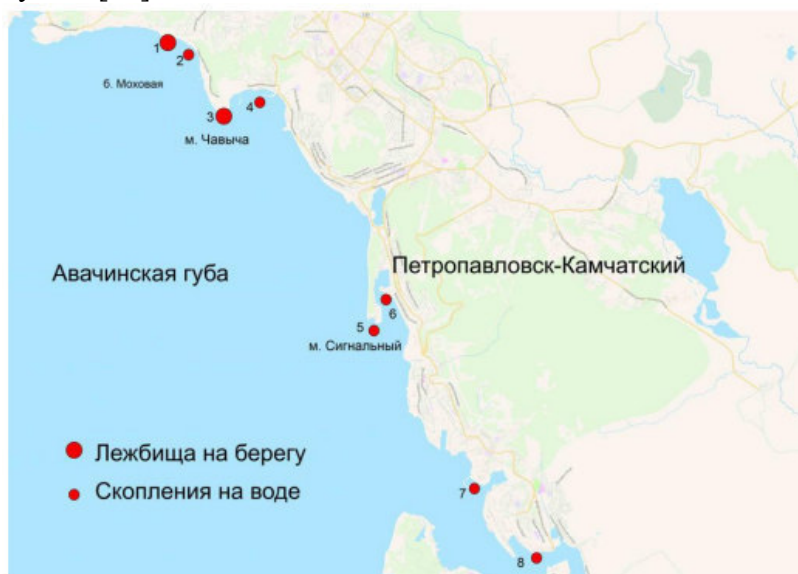 1
2
б. Моховая
3
4
м. Чавыча
Авачинская губа
Петропавловск-Камчатский
6
5
м. Сигнальный
Лежбища на берегу
Скопления на воде
7
8